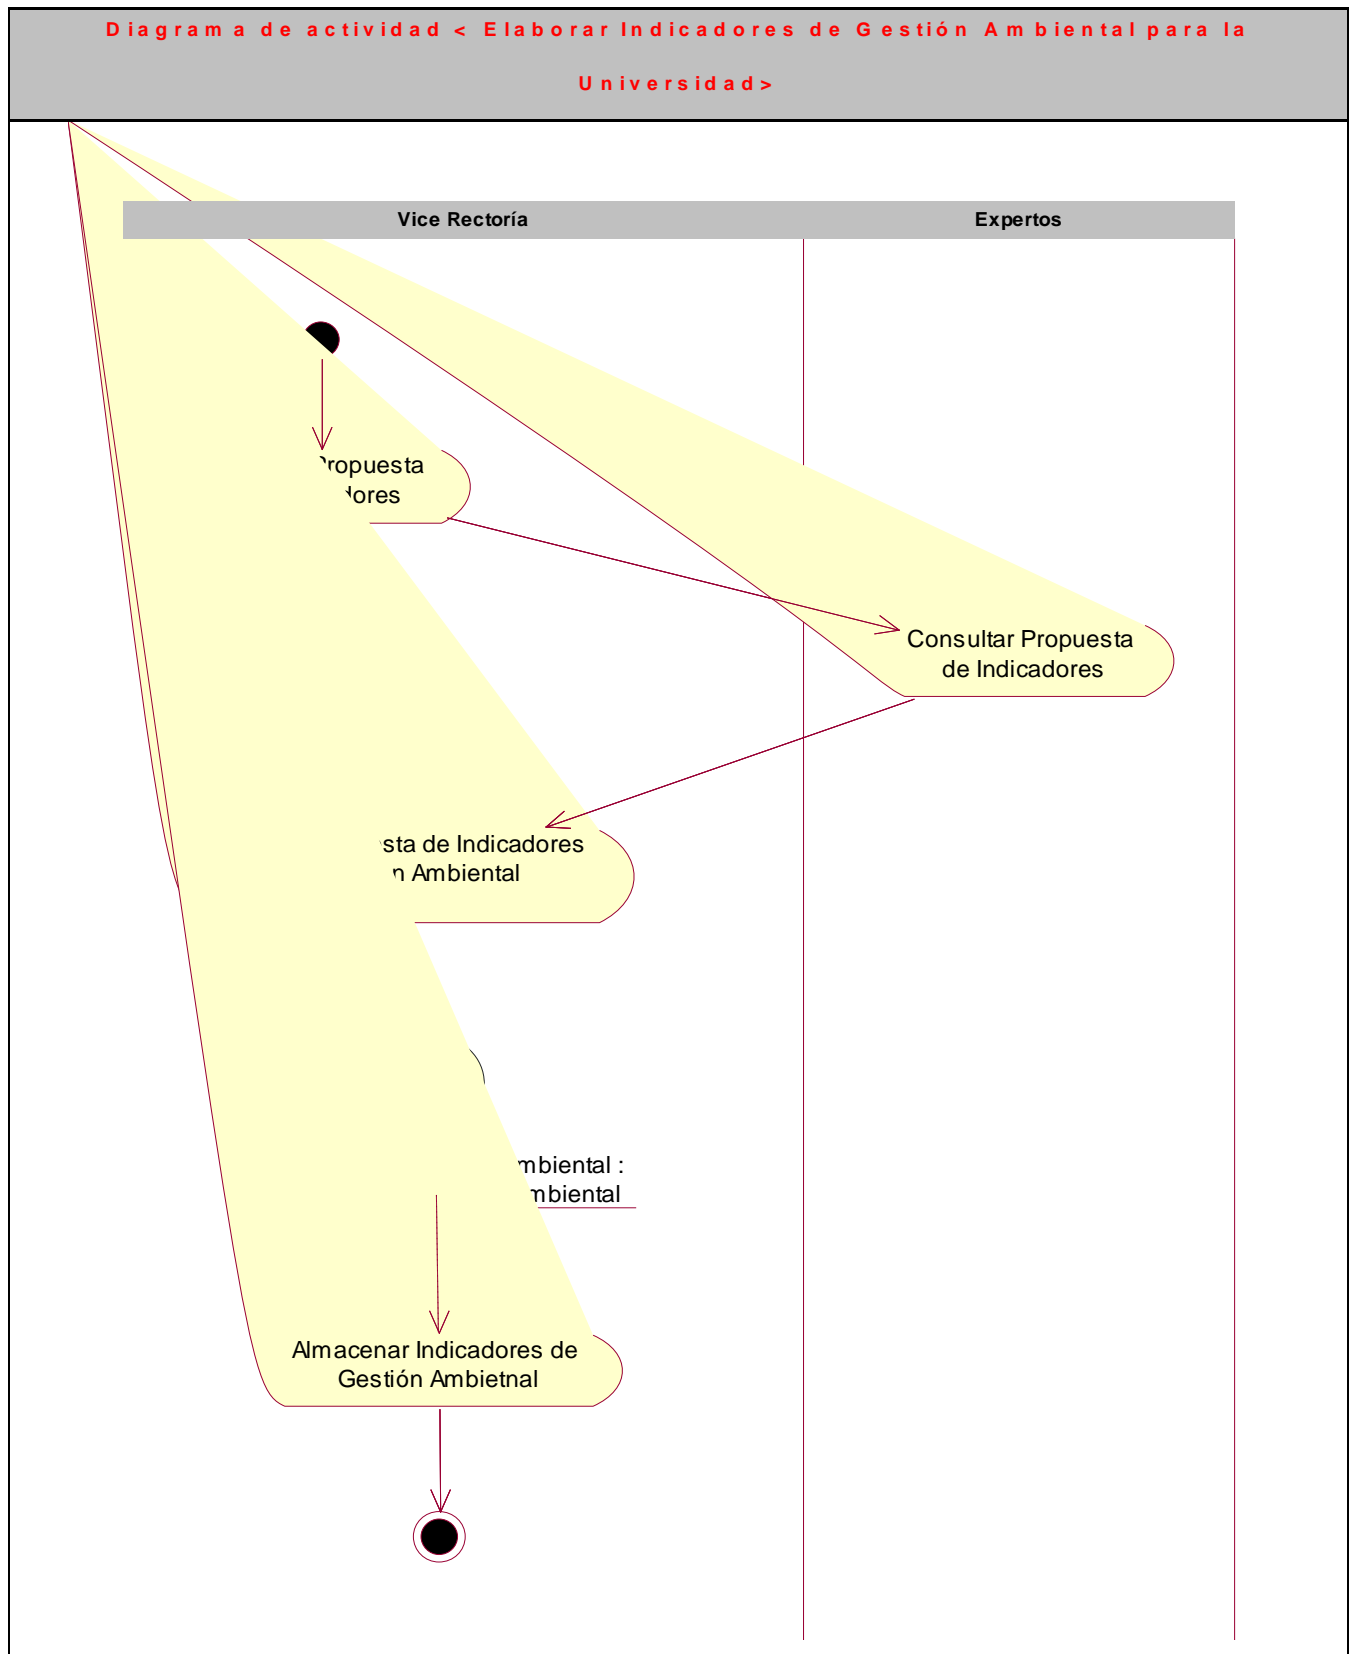 Diagrama de actividad < Elaborar Indicadores de Gestión Ambiental para la
Universidad>
Vice Rectoría
Expertos
Propuesta
dores
Consultar Propuesta
de Indicadores
sta de Indicadores
n Ambiental
mbiental :
mbiental
Almacenar Indicadores de
Gestión Ambietnal